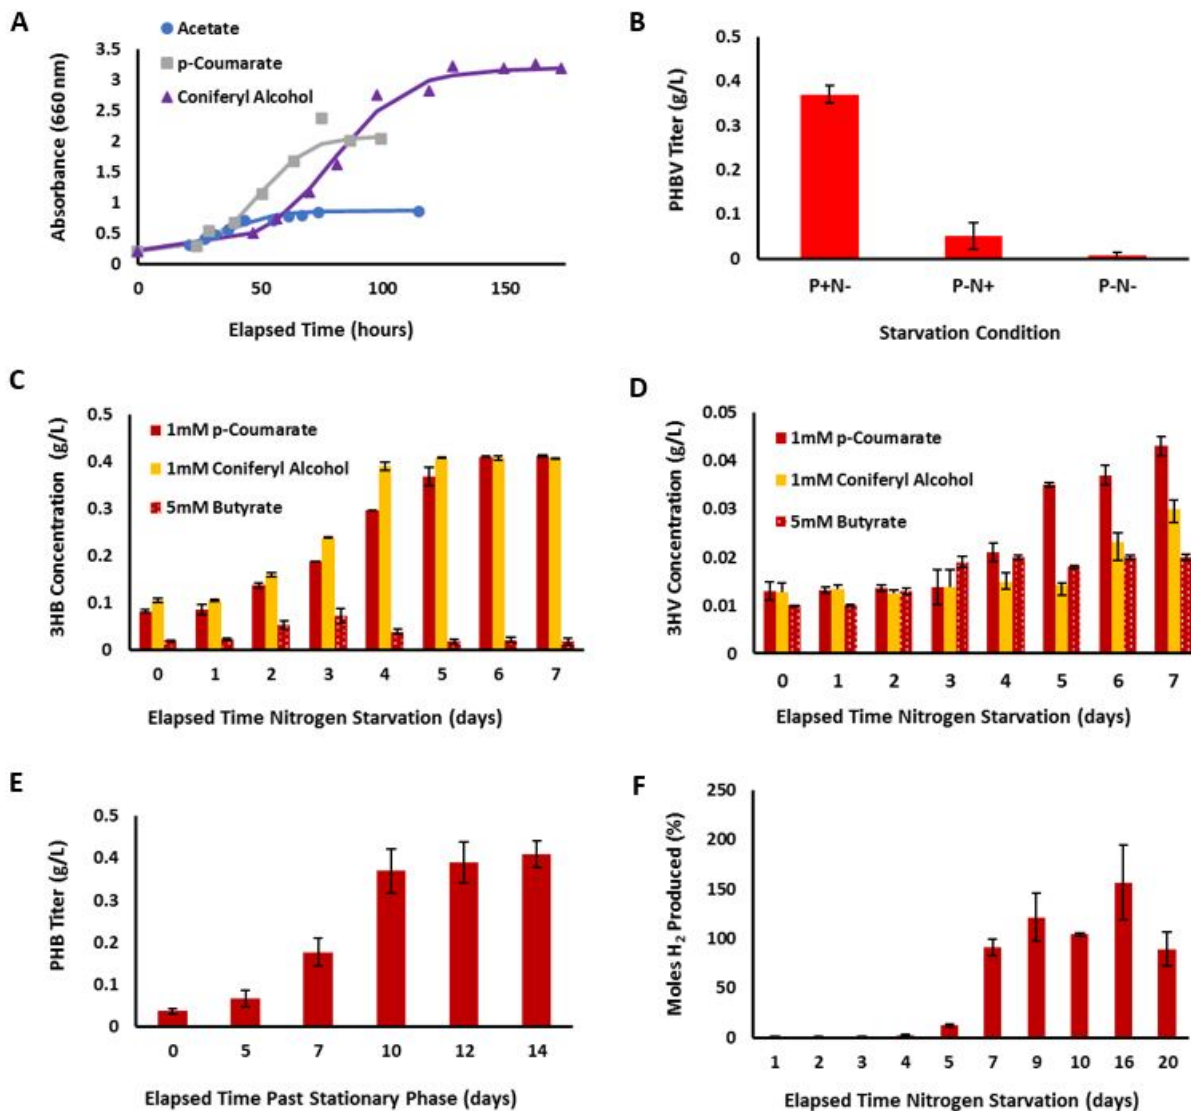 A
Acetate
p-Coumarate
Coniferyl Alcohol
Absorbance (660 nm)
3.5
3
2.5
2
1.5
1
0.5
0
0 50 100 150
Elapsed Time (hours)
B
PHBV Titer (g/L)
0.5
0.4
0.3
0.2
0.1
0
P+N- P-N+ P-N-
Starvation Condition
C
1mM p-Coumarate
1mM Coniferyl Alcohol
5mM Butyrate
3HB Concentration (g/L)
0.5
0.4
0.3
0.2
0.1
0
0 1 2 3 4 5 6 7
Elapsed Time Nitrogen Starvation (days)
D
1mM p-Coumarate
1mM Coniferyl Alcohol
5mM Butyrate
3HV Concentration (g/L)
0.05
0.04
0.03
0.02
0.01
0
0 1 2 3 4 5 6 7
Elapsed Time Nitrogen Starvation (days)
E
PHB Titer (g/L)
0.5
0.4
0.3
0.2
0.1
0
0 5 7 10 12 14
Elapsed Time Past Stationary Phase (days)
F
Moles H₂ Produced (%)
250
200
150
100
50
0
1 2 3 4 5 7 9 10 16 20
Elapsed Time Nitrogen Starvation (days)